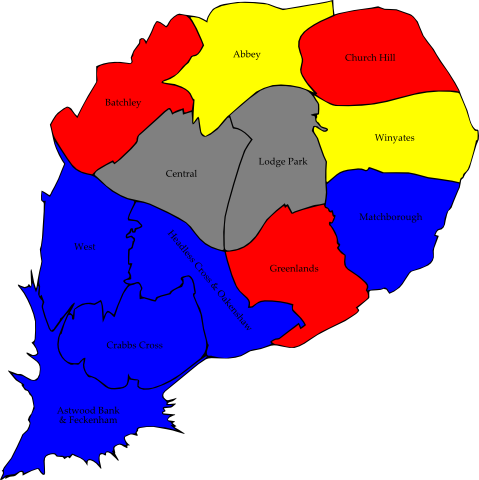 Abbey
Church Hill
Batchley
Winyates
Lodge Park
Central
Matchborough
West
Headless Cross & Oakenshaw
Greenlands
Crabbs Cross
Astwood Bank
& Feckenham